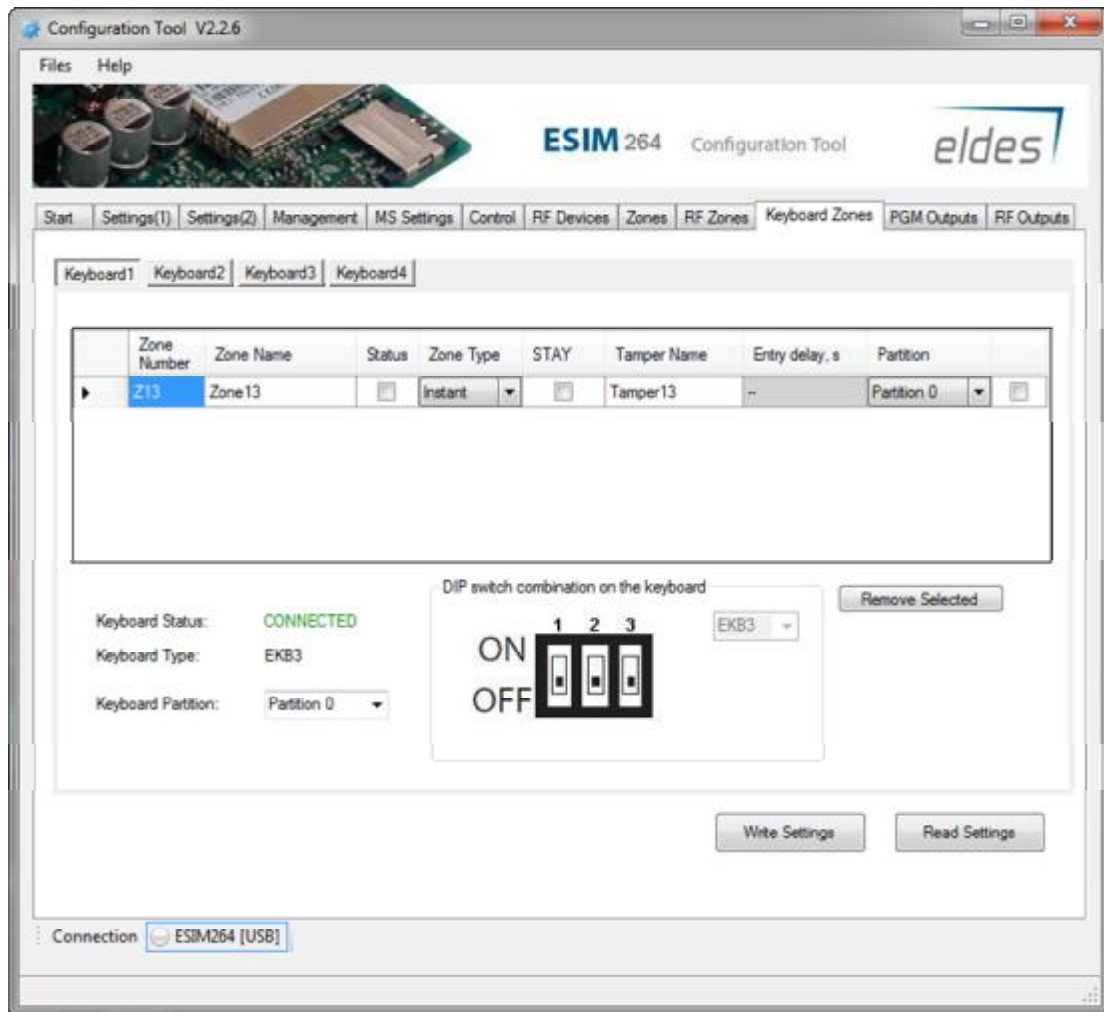 Configuration Tool V2.2.6
Files Help
ESIM 264 Configuration Tool eldes
Start Settings(1) Settings(2) Management MS Settings Control RF Devices Zones RF Zones Keyboard Zones PGM Outputs RF Outputs
Keyboard1 Keyboard2 Keyboard3 Keyboard4
Zone Number Zone Name Status Zone Type STAY Tamper Name Entry delay, s Partition
Z13 Zone13 Instant Tamper13 -- Partition 0
DIP switch combination on the keyboard
Remove Selected
Keyboard Status: CONNECTED
1 2 3
EKB3
ON
Keyboard Type: EKB3
OFF
Keyboard Partition: Partition 0
Write Settings Read Settings
Connection ESIM264 [USB]